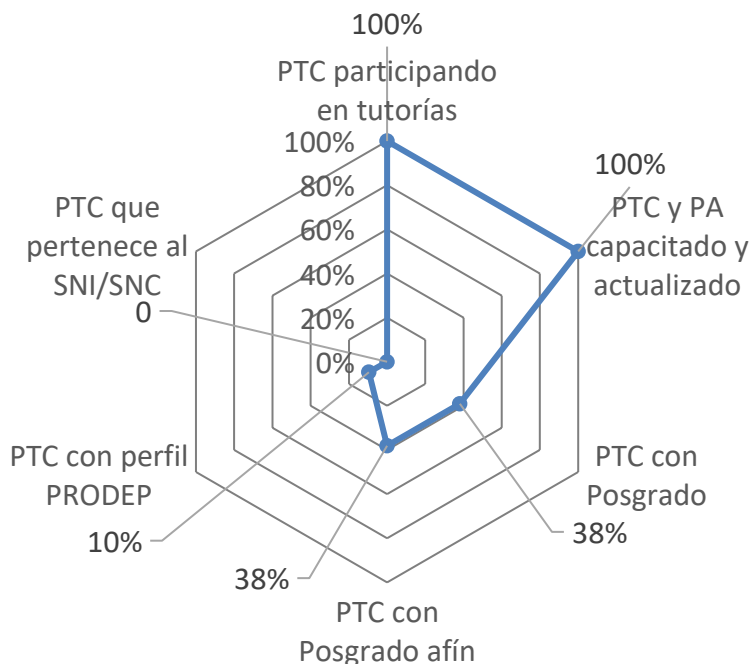 100%
PTC participando
en tutorías
100%
80%
60%
40%
20%
0%
100%
PTC y PA
capacitado y
actualizado
PTC con
Posgrado
38%
PTC con
Posgrado afín
38%
PTC con perfil
PRODEP
10%
PTC que
pertenece al
SNI/SNC
0